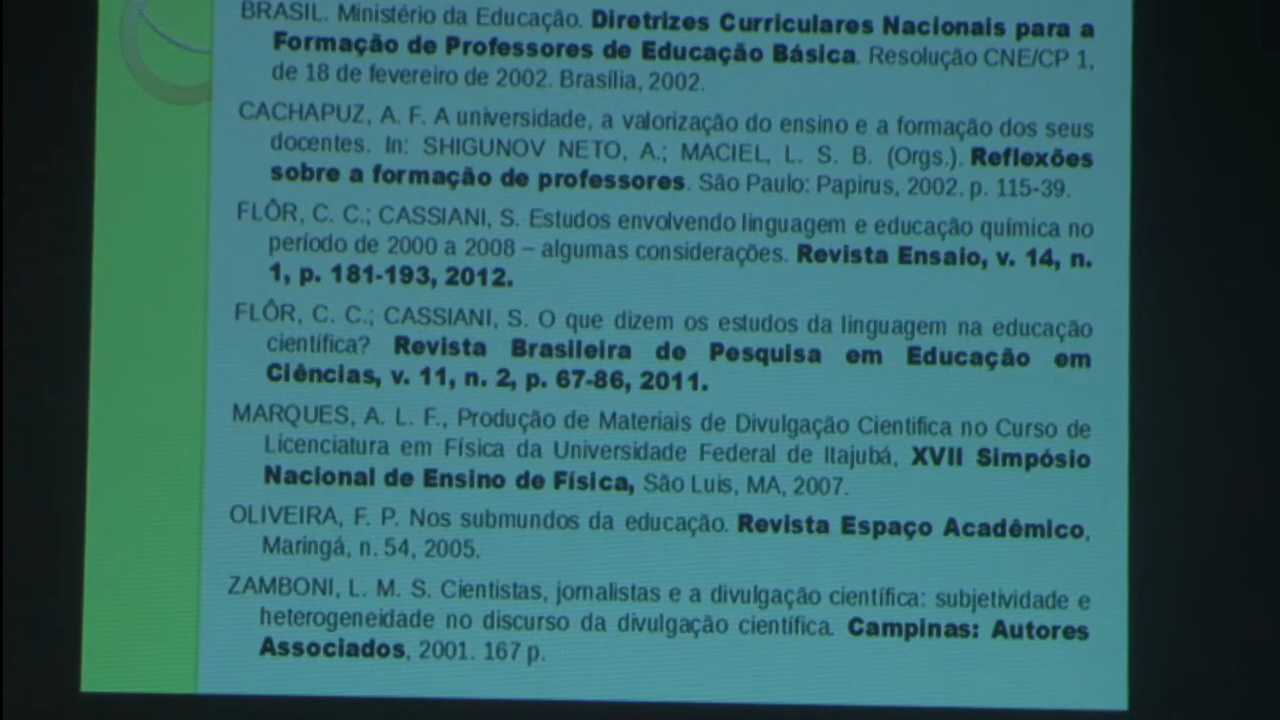 BRASIL. Ministério da Educação. Diretrizes Curriculares Nacionais para a
Formação de Professores de Educação Básica. Resolução CNE/CP 1,
de 18 de fevereiro de 2002. Brasília, 2002.
CACHAPUZ, A. F. A universidade, a valorização do ensino e a formação dos seus
docentes. In: SHIGUNOV NETO, A.; MACIEL, L. S. B. (Orgs.). Reflexões
sobre a formação de professores. São Paulo: Papirus, 2002. p. 115-39.
FLÔR, C. C.; CASSIANI, S. Estudos envolvendo linguagem e educação química no
período de 2000 a 2008 – algumas considerações. Revista Ensaio, v. 14, n.
1, p. 181-193, 2012.
FLÔR, C. C.; CASSIANI, S. O que dizem os estudos da linguagem na educação
científica? Revista Brasileira de Pesquisa em Educação em
Ciências, v. 11, n. 2, p. 67-86, 2011.
MARQUES, A. L. F., Produção de Materiais de Divulgação Cientifica no Curso de
Licenciatura em Física da Universidade Federal de Itajubá, XVII Simpósio
Nacional de Ensino de Física, São Luis, MA, 2007.
OLIVEIRA, F. P. Nos submundos da educação. Revista Espaço Acadêmico,
Maringá, n. 54, 2005.
ZAMBONI, L. M. S. Cientistas, jornalistas e a divulgação científica: subjetividade e
heterogeneidade no discurso da divulgação científica. Campinas: Autores
Associados, 2001. 167 p.